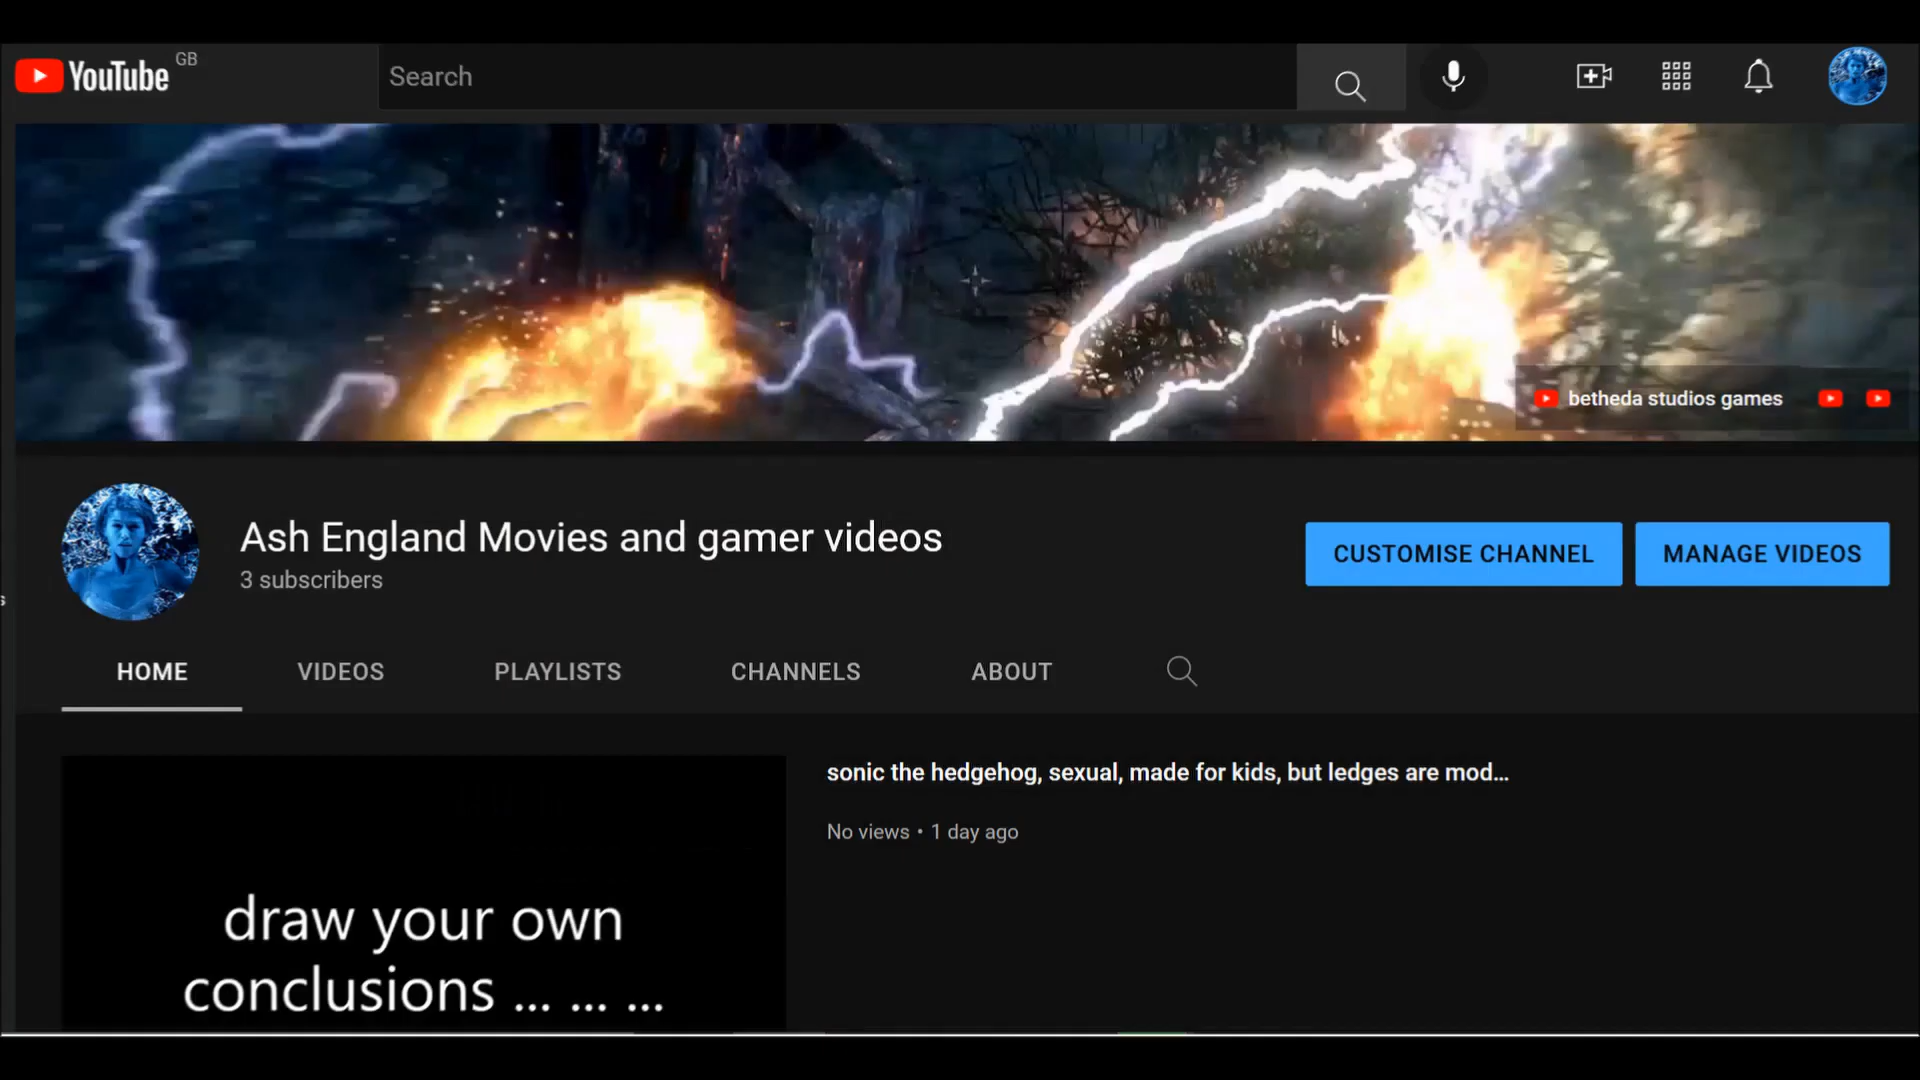 YouTube GB
Search
betheda studios games
Ash England Movies and gamer videos
3 subscribers
CUSTOMISE CHANNEL
MANAGE VIDEOS
HOME
VIDEOS
PLAYLISTS
CHANNELS
ABOUT
sonic the hedgehog, sexual, made for kids, but ledges are mod...
No views • 1 day ago
draw your own
conclusions ... ... ...